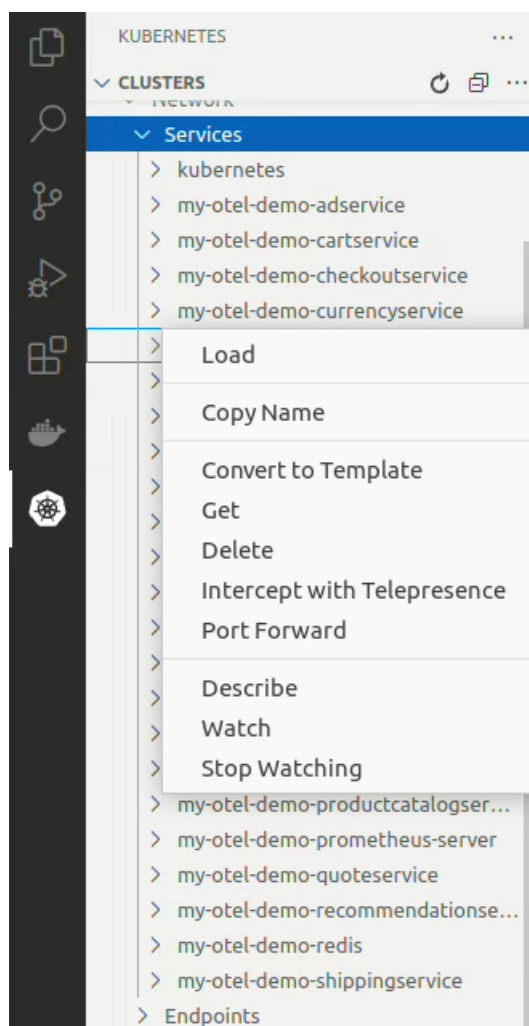 KUBERNETES
CLUSTERS
Network
Services
kubernetes
my-otel-demo-adservice
my-otel-demo-cartservice
my-otel-demo-checkoutservice
my-otel-demo-currencyservice
Load
Copy Name
Convert to Template
Get
Delete
Intercept with Telepresence
Port Forward
Describe
Watch
Stop Watching
my-otel-demo-productcatalogser...
my-otel-demo-prometheus-server
my-otel-demo-quoteservice
my-otel-demo-recommendationse...
my-otel-demo-redis
my-otel-demo-shippingservice
Endpoints